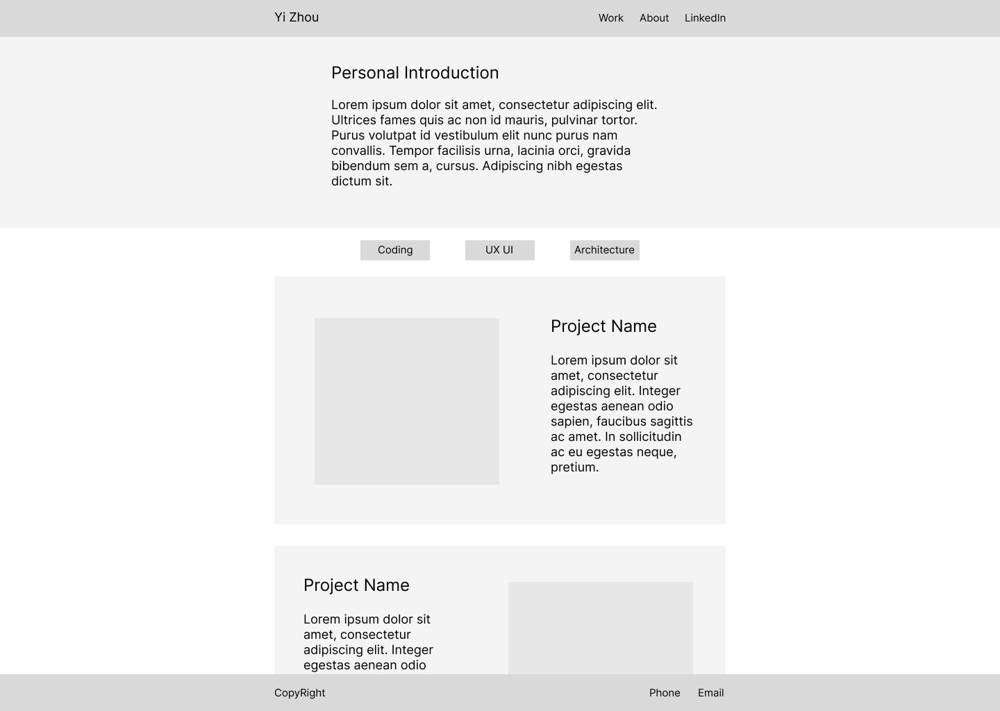 Yi Zhou
Work
About
LinkedIn
Personal Introduction
Lorem ipsum dolor sit amet, consectetur adipiscing elit.
Ultrices fames quis ac non id mauris, pulvinar tortor.
Purus volutpat id vestibulum elit nunc purus nam
convallis. Tempor facilisis urna, lacinia orci, gravida
bibendum sem a, cursus. Adipiscing nibh egestas
dictum sit.
Coding
UX UI
Architecture
Project Name
Lorem ipsum dolor sit
amet, consectetur
adipiscing elit. Integer
egestas aenean odio
sapien, faucibus sagittis
ac amet. In sollicitudin
ac eu egestas neque,
pretium.
Project Name
Lorem ipsum dolor sit
amet, consectetur
adipiscing elit. Integer
egestas aenean odio
CopyRight
Phone
Email